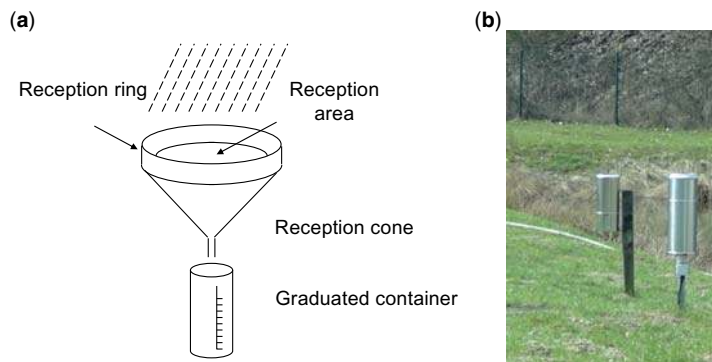 (a)
Reception ring
Reception
area
Reception cone
Graduated container
(b)